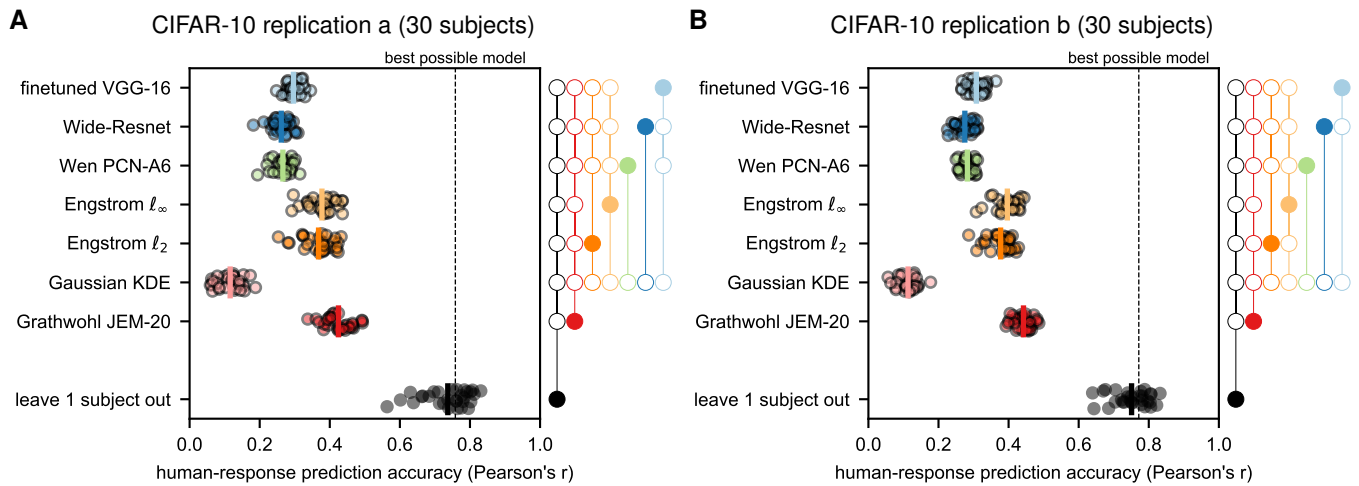 A
CIFAR-10 replication a (30 subjects)
best possible model
finetuned VGG-16
Wide-Resnet
Wen PCN-A6
Engstrom ℓ∞
Engstrom ℓ2
Gaussian KDE
Grathwohl JEM-20
leave 1 subject out
0.0 0.2 0.4 0.6 0.8 1.0
human-response prediction accuracy (Pearson's r)
B
CIFAR-10 replication b (30 subjects)
best possible model
finetuned VGG-16
Wide-Resnet
Wen PCN-A6
Engstrom ℓ∞
Engstrom ℓ2
Gaussian KDE
Grathwohl JEM-20
leave 1 subject out
0.0 0.2 0.4 0.6 0.8 1.0
human-response prediction accuracy (Pearson's r)